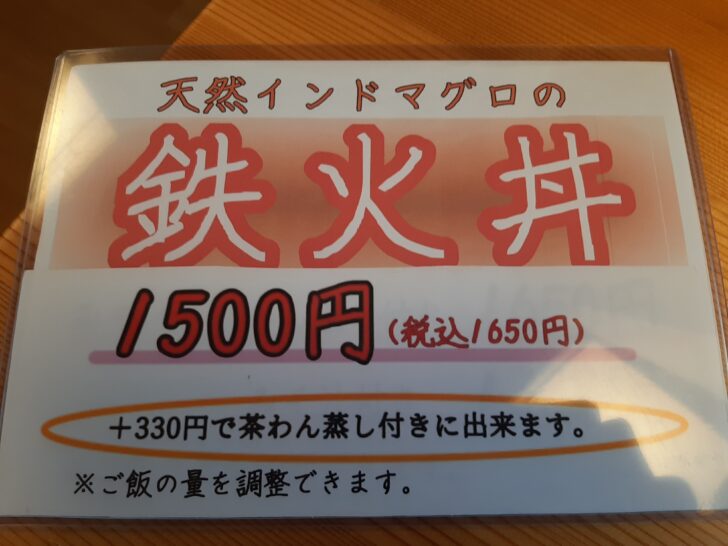 天然インドマグロの
鉄火丼
1500円(税込1650円)
+330円で茶わん蒸し付きに出来ます。
※ご飯の量を調整できます。